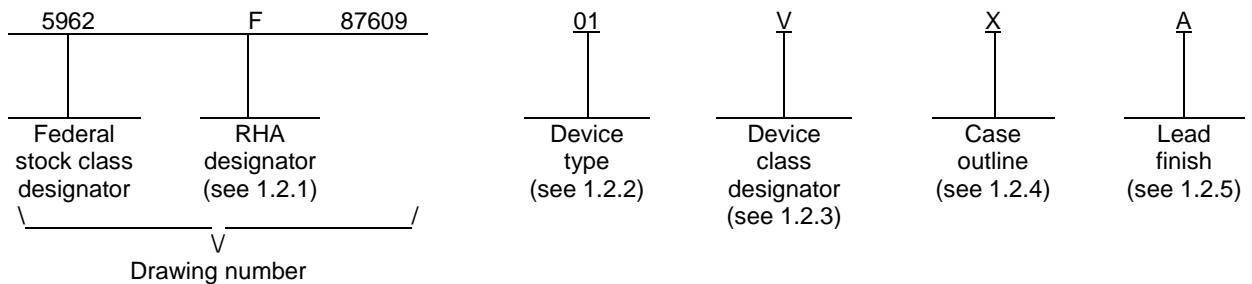 5962 F 87609 01 V X A
Federal stock class designator
RHA designator (see 1.2.1)
Device type (see 1.2.2)
Device class designator (see 1.2.3)
Case outline (see 1.2.4)
Lead finish (see 1.2.5)
\ /
\/
Drawing number